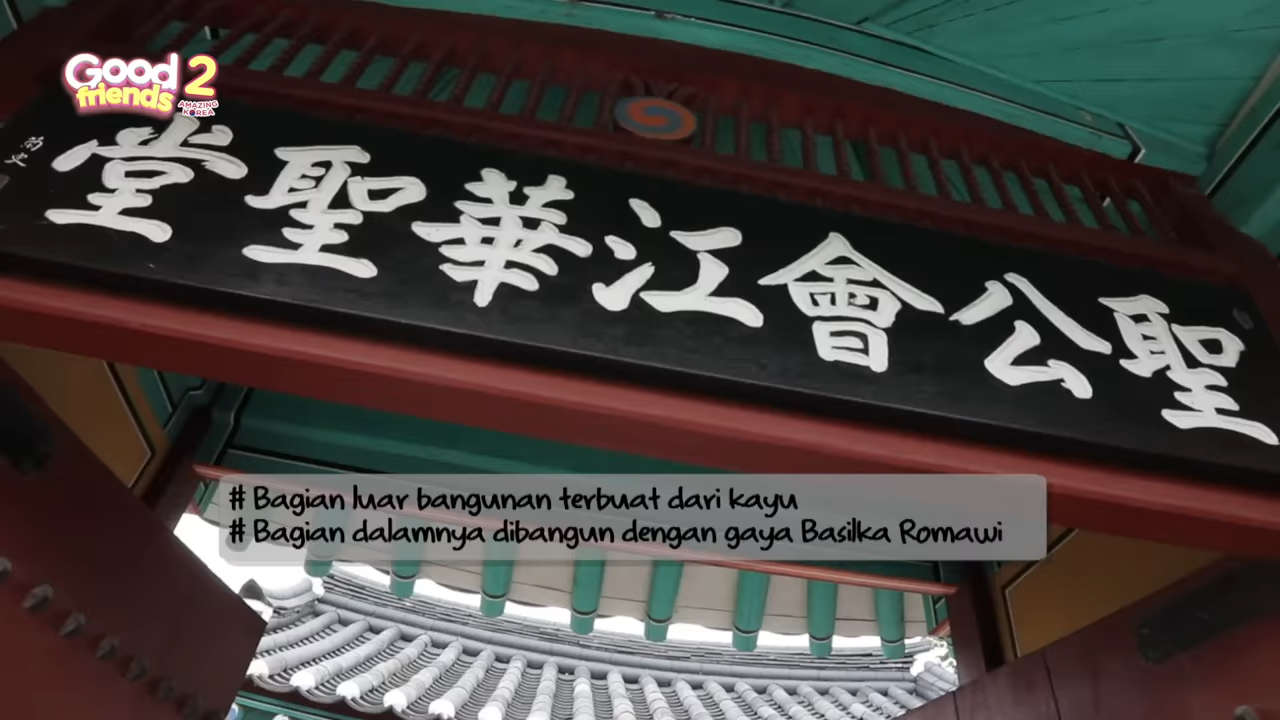 Good friends 2
AMAZING KOREA
聖公會江華聖堂
# Bagian luar bangunan terbuat dari kayu
# Bagian dalamnya dibangun dengan gaya Basilka Romawi